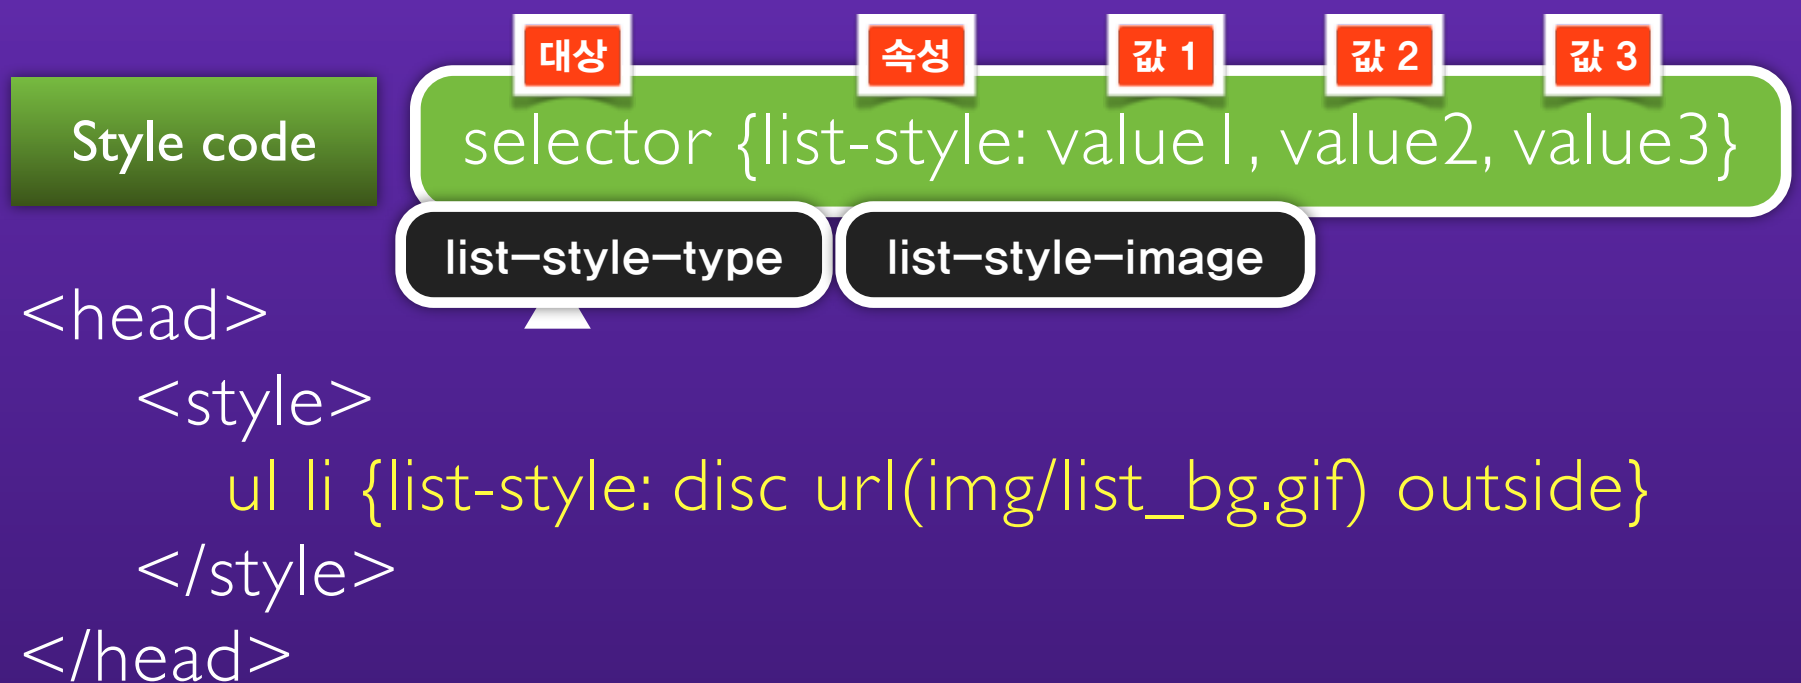 대상 속성 값 1 값 2 값 3
Style code
selector {list-style: value1, value2, value3}
list-style-type list-style-image
<head>
<style>
ul li {list-style: disc url(img/list_bg.gif) outside}
</style>
</head>